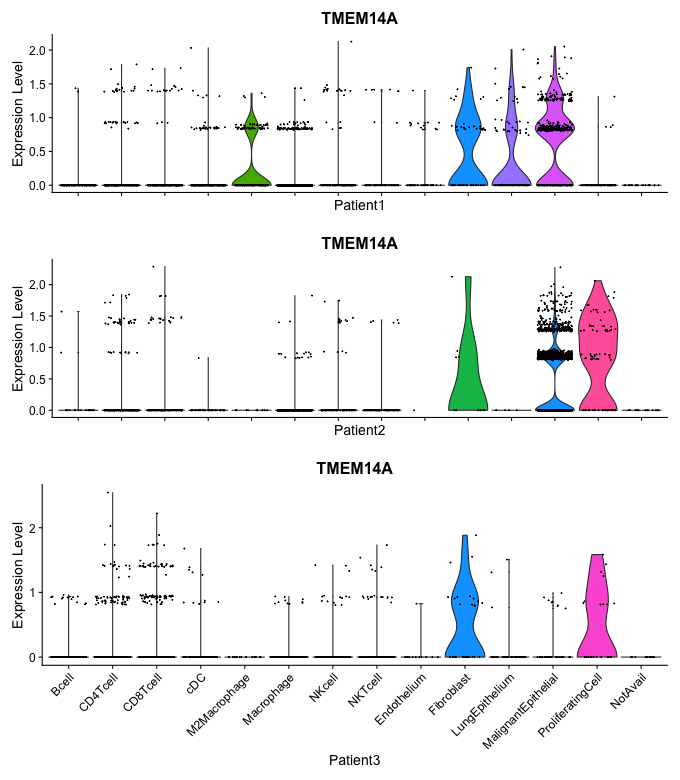 TMEM14A
2.0
1.5
1.0
0.5
0.0
Expression Level
Patient1
TMEM14A
2.0
1.5
1.0
0.5
0.0
Expression Level
Patient2
TMEM14A
2
1
0
Expression Level
Bcell
CD4Tcell
CD8Tcell
cDC
M2Macrophage
Macrophage
NKcell
NKTcell
Endothelium
Fibroblast
LungEpithelium
MalignantEpithelial
ProliferatingCell
NotAvail
Patient3